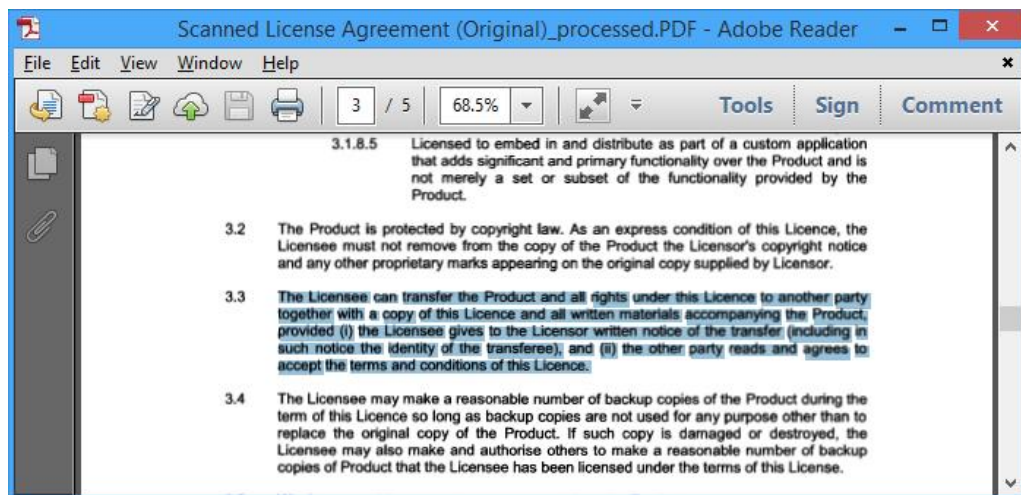 Scanned License Agreement (Original)_processed.PDF - Adobe Reader
File Edit View Window Help
3 / 5 68.5% Tools Sign Comment
3.1.8.5 Licensed to embed in and distribute as part of a custom application
that adds significant and primary functionality over the Product and is
not merely a set or subset of the functionality provided by the
Product.
3.2 The Product is protected by copyright law. As an express condition of this Licence, the
Licensee must not remove from the copy of the Product the Licensor's copyright notice
and any other proprietary marks appearing on the original copy supplied by Licensor.
3.3 The Licensee can transfer the Product and all rights under this Licence to another party
together with a copy of this Licence and all written materials accompanying the Product,
provided (i) the Licensee gives to the Licensor written notice of the transfer (including in
such notice the identity of the transferee), and (ii) the other party reads and agrees to
accept the terms and conditions of this Licence.
3.4 The Licensee may make a reasonable number of backup copies of the Product during the
term of this Licence so long as backup copies are not used for any purpose other than to
replace the original copy of the Product. If such copy is damaged or destroyed, the
Licensee may also make and authorise others to make a reasonable number of backup
copies of Product that the Licensee has been licensed under the terms of this License.